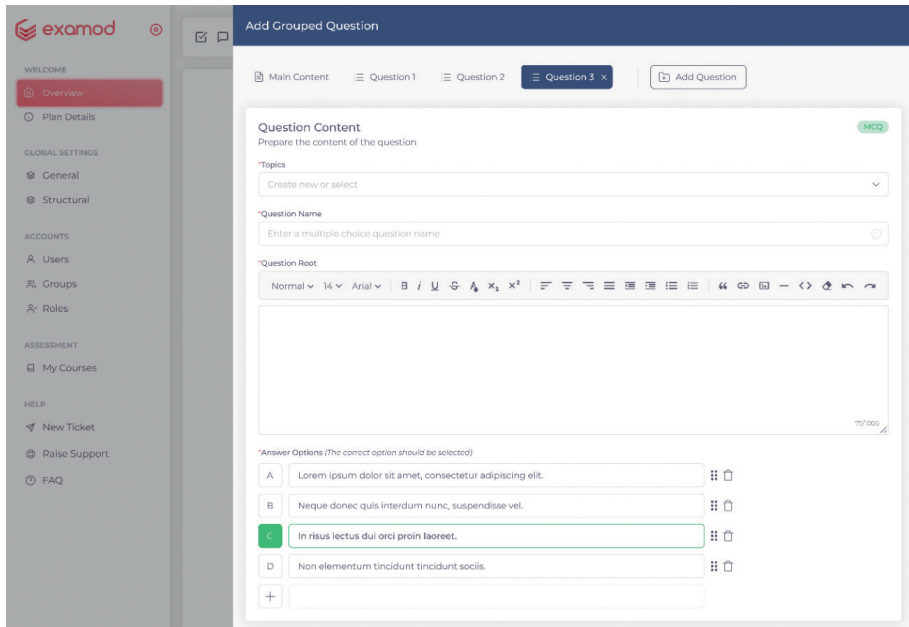 examod
WELCOME
Overview
Plan Details
GLOBAL SETTINGS
General
Structural
ACCOUNTS
Users
Groups
Roles
ASSESSMENT
My Courses
HELP
New Ticket
Raise Support
FAQ
Add Grouped Question
Main Content Question 1 Question 2 Question 3 × Add Question
Question Content MCQ
Prepare the content of the question
*Topics
Create new or select
*Question Name
Enter a multiple choice question name
*Question Root
Normal 14 Arial B i U S A x₂ x²
*Answer Options (The correct option should be selected)
A Lorem ipsum dolor sit amet, consectetur adipiscing elit.
B Neque donec quis interdum nunc, suspendisse vel.
C In risus lectus dui orci proin laoreet.
D Non elementum tincidunt tincidunt sociis.
+